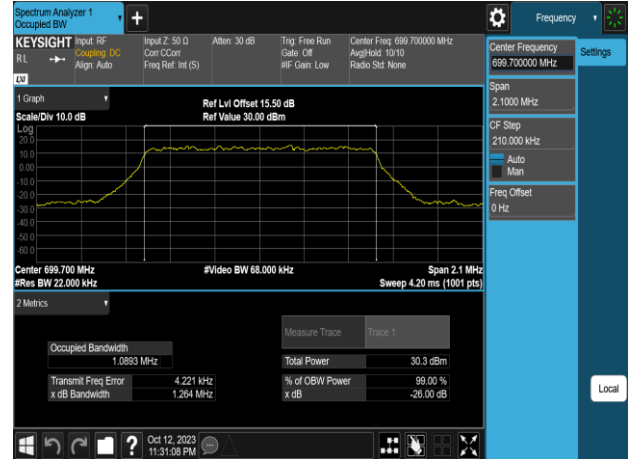 Spectrum Analyzer 1
Occupied BW
+
Frequency
KEYSIGHT
Input: RF
Input Z: 50 Ω
Atten: 30 dB
Trig: Free Run
Center Freq: 699.700000 MHz
RL
Coupling: DC
Corr CCorr
Gate: Off
Avg|Hold: 10/10
Align: Auto
Freq Ref: Int (S)
#IF Gain: Low
Radio Std: None
LXI
Center Frequency
699.700000 MHz
Settings
Span
2.1000 MHz
CF Step
210.000 kHz
Auto
Man
Freq Offset
0 Hz
Local
1 Graph
Ref Lvl Offset 15.50 dB
Scale/Div 10.0 dB
Ref Value 30.00 dBm
Log
20.0
10.0
0.00
-10.0
-20.0
-30.0
-40.0
-50.0
-60.0
Center 699.700 MHz
#Video BW 68.000 kHz
Span 2.1 MHz
#Res BW 22.000 kHz
Sweep 4.20 ms (1001 pts)
2 Metrics
Measure Trace
Trace 1
Occupied Bandwidth
1.0893 MHz
Total Power
30.3 dBm
Transmit Freq Error
4.221 kHz
% of OBW Power
99.00 %
x dB Bandwidth
1.264 MHz
x dB
-26.00 dB
?
Oct 12, 2023
11:31:08 PM